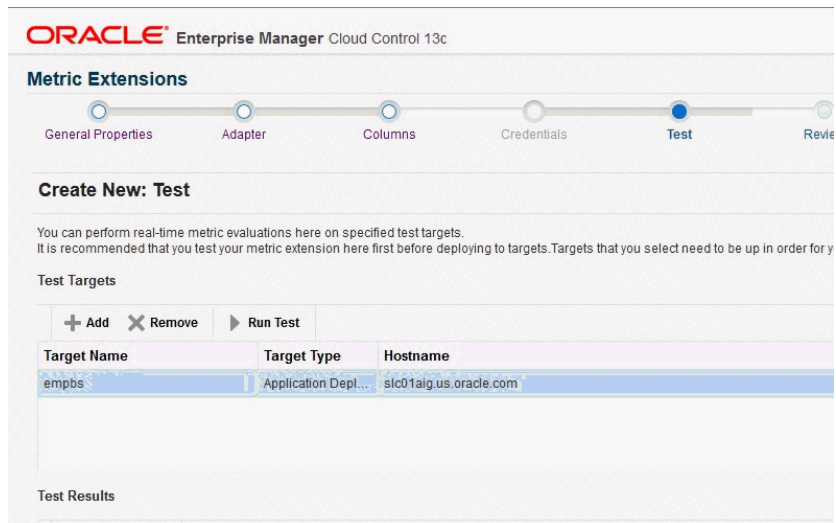 ORACLE Enterprise Manager Cloud Control 13c
Metric Extensions
General Properties Adapter Columns Credentials Test Revie
Create New: Test
You can perform real-time metric evaluations here on specified test targets.
It is recommended that you test your metric extension here first before deploying to targets.Targets that you select need to be up in order for y
Test Targets
Add Remove Run Test
Target Name Target Type Hostname
empbs Application Depl... slc01aig.us.oracle.com
Test Results